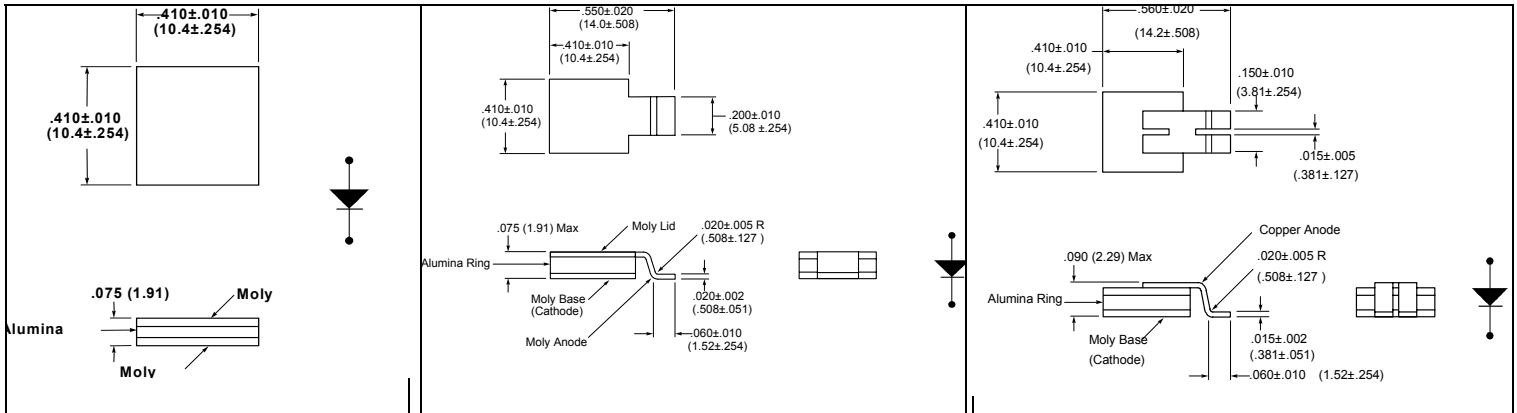 .410±.010
(10.4±.254)
.410±.010
(10.4±.254)
.075 (1.91)
Moly
Alumina
Moly
.550±.020
(14.0±.508)
.410±.010
(10.4±.254)
.410±.010
(10.4±.254)
.200±.010
(5.08 ±.254)
.075 (1.91) Max
Moly Lid
.020±.005 R
(.508±.127 )
Alumina Ring
Moly Base
(Cathode)
.020±.002
(.508±.051)
Moly Anode
.060±.010
(1.52±.254)
.560±.020
(14.2±.508)
.410±.010
(10.4±.254)
.150±.010
(3.81±.254)
.410±.010
(10.4±.254)
.015±.005
(.381±.127)
Copper Anode
.090 (2.29) Max
.020±.005 R
(.508±.127 )
Alumina Ring
Moly Base
(Cathode)
.015±.002
(.381±.051)
.060±.010 (1.52±.254)